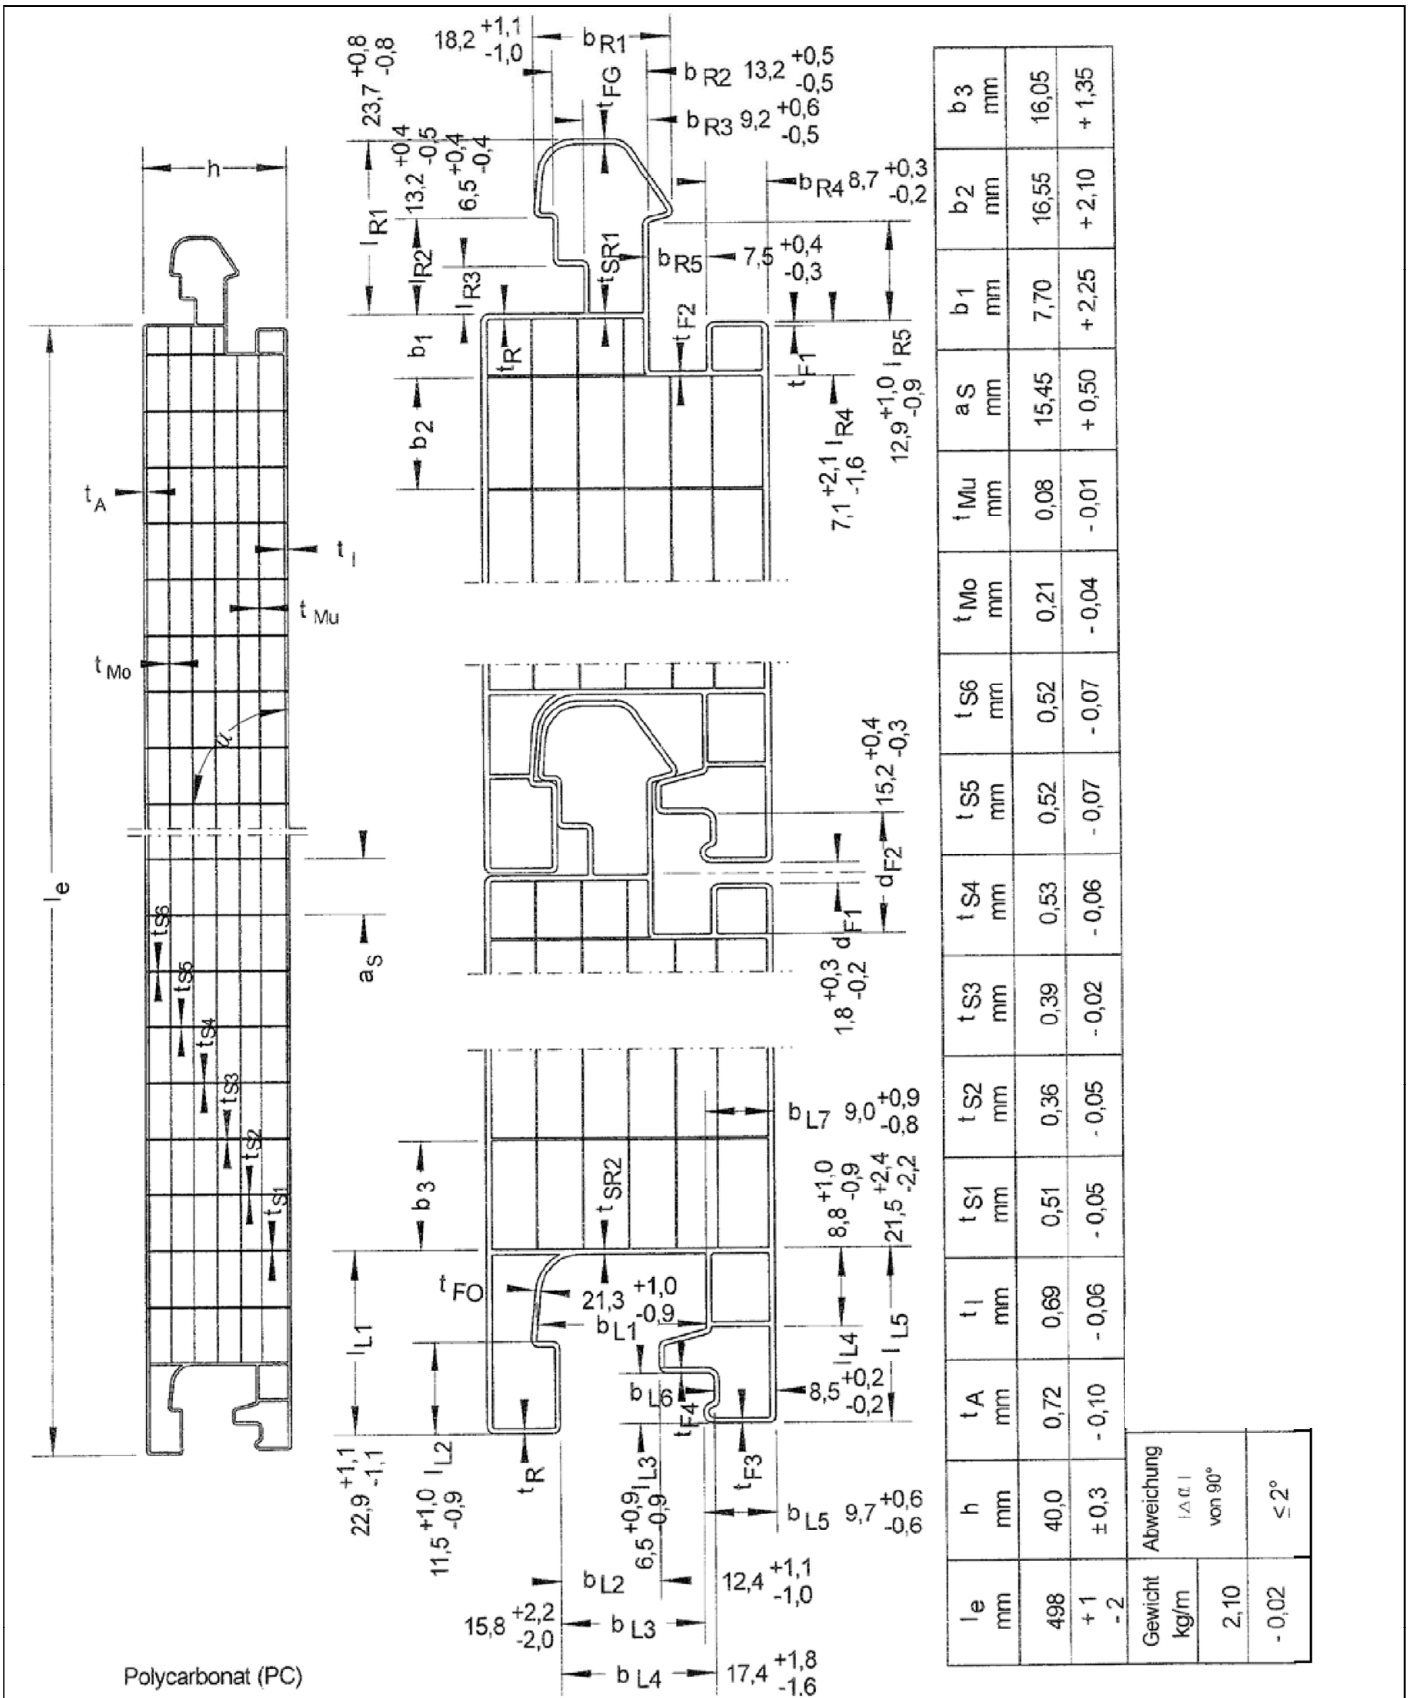 18,2 +1,1 -1,0
b R1
b R2 13,2 +0,5 -0,5
b R3 9,2 +0,6 -0,5
b R4 8,7 +0,3 -0,2
b R5 7,5 +0,4 -0,3
23,7 +0,8 -0,8
l R1
13,2 +0,4 -0,5
l R2
6,5 +0,4 -0,4
l R3
t FG
t SR1
t R
t F2
t F1
7,1 +2,1 -1,6 l R4
12,9 +1,0 -0,9 l R5
b 1
b 2
h
t A
t I
t Mu
t Mo
α
l e
a S
t S6
t S5
t S4
t S3
t S2
t S1
15,2 +0,4 -0,3
d F2
d F1
1,8 +0,3 -0,2
b L7 9,0 +0,9 -0,8
b 3
t SR2
t FO
21,3 +1,0 -0,9
b L1
8,8 +1,0 -0,9
l L4
21,5 +2,4 -2,2
l L5
l L1
22,9 +1,1 -1,1
11,5 +1,0 -0,9 l L2
t R
b L6 8,5 +0,2 -0,2
t F4
l L3
6,5 +0,9 -0,9
t F3
b L5 9,7 +0,6 -0,6
b L2 12,4 +1,1 -1,0
15,8 +2,2 -2,0 b L3
b L4 17,4 +1,8 -1,6
Polycarbonat (PC)
l e h t A t I t S1 t S2 t S3 t S4 t S5 t S6 t Mo t Mu a S b 1 b 2 b 3
mm mm mm mm mm mm mm mm mm mm mm mm mm mm mm mm
498 40,0 0,72 0,69 0,51 0,36 0,39 0,53 0,52 0,52 0,21 0,08 15,45 7,70 16,55 16,05
+ 1 - 2 ± 0,3 - 0,10 - 0,06 - 0,05 - 0,05 - 0,02 - 0,06 - 0,07 - 0,07 - 0,04 - 0,01 + 0,50 + 2,25 + 2,10 + 1,35
Gewicht Abweichung
kg/m | Δ α | von 90°
2,10
- 0,02 ≤ 2°